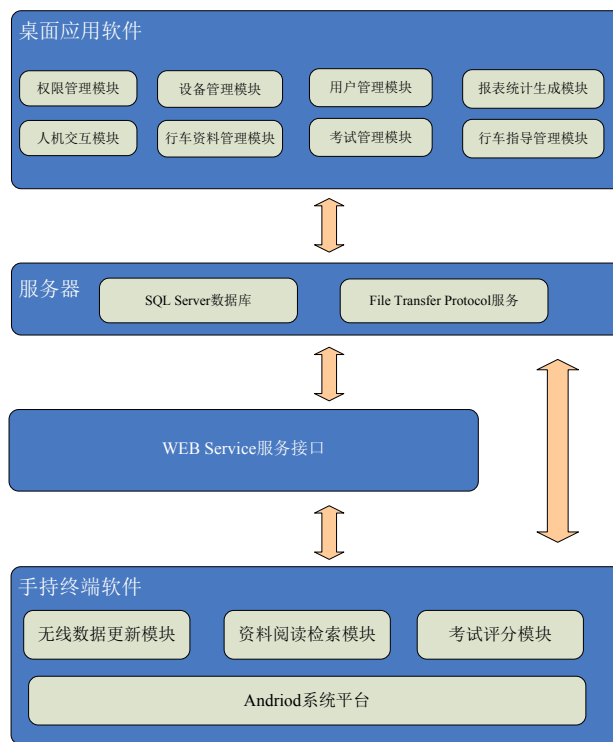 桌面应用软件
权限管理模块
设备管理模块
用户管理模块
报表统计生成模块
人机交互模块
行车资料管理模块
考试管理模块
行车指导管理模块
服务器
SQL Server数据库
File Transfer Protocol服务
WEB Service服务接口
手持终端软件
无线数据更新模块
资料阅读检索模块
考试评分模块
Andriod系统平台